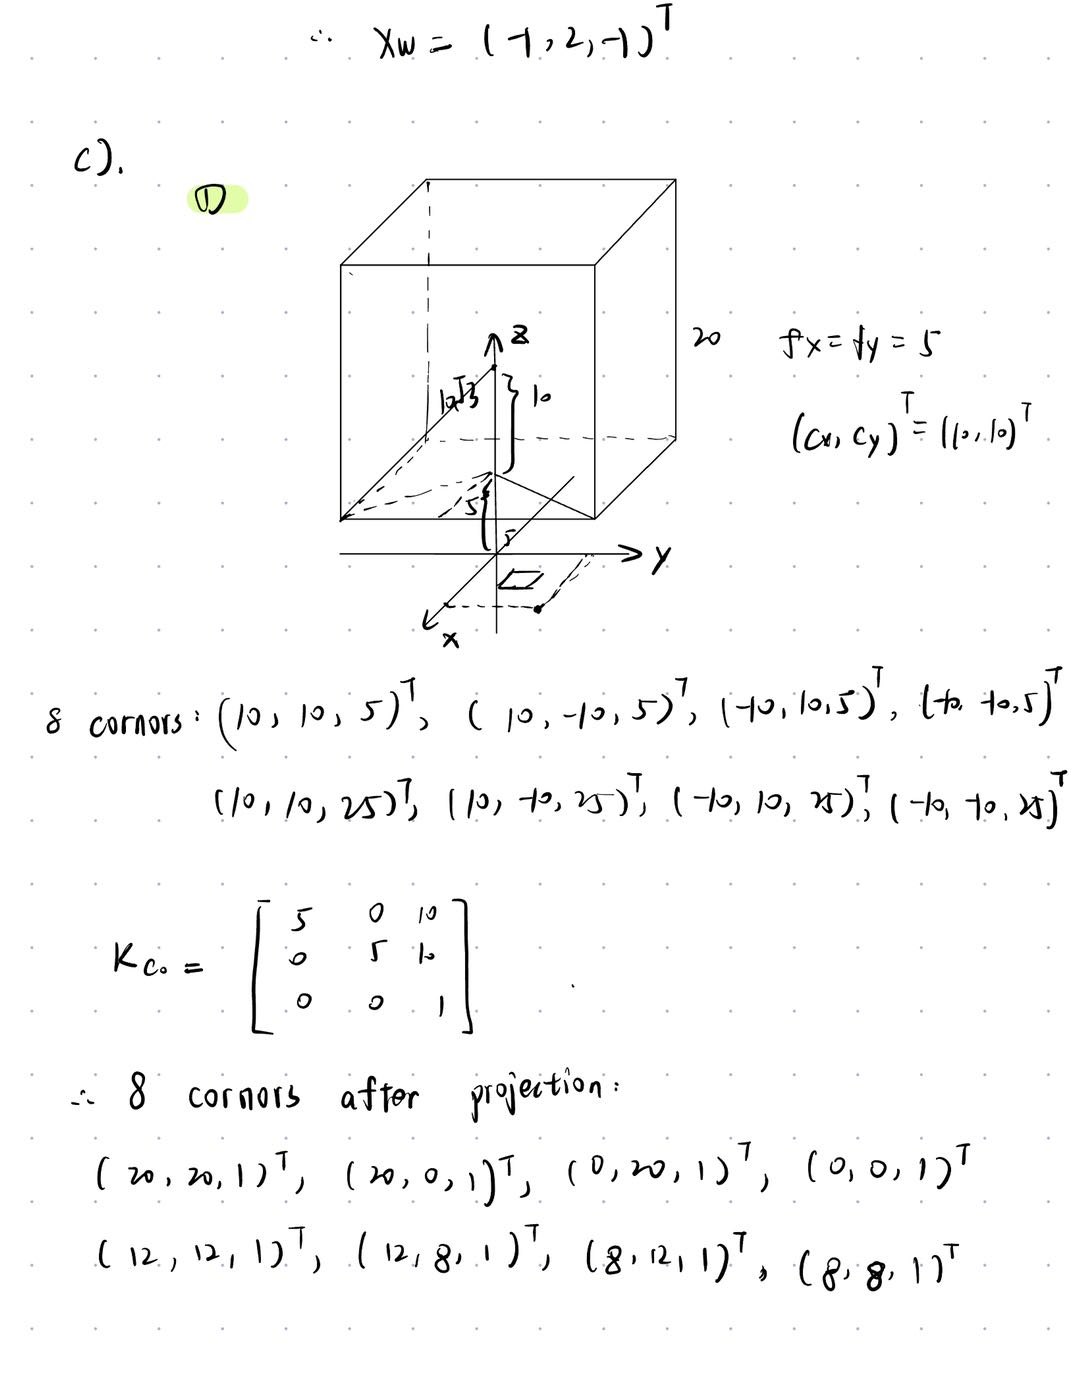 ∴ Xw = (-1, 2, -1)ᵀ
c).
①
z
20
fx = fy = 5
10
(cx, cy)ᵀ = (10, 10)ᵀ
5
5
y
x
8 cornors: (10, 10, 5)ᵀ, (10, -10, 5)ᵀ, (-10, 10, 5)ᵀ, (-10, -10, 5)ᵀ
(10, 10, 25)ᵀ, (10, -10, 25)ᵀ, (-10, 10, 25)ᵀ, (-10, -10, 25)ᵀ
5 0 10
K c₀ = 0 5 10
0 0 1
∴ 8 cornors after projection:
(20, 20, 1)ᵀ, (20, 0, 1)ᵀ, (0, 20, 1)ᵀ, (0, 0, 1)ᵀ
(12, 12, 1)ᵀ, (12, 8, 1)ᵀ, (8, 12, 1)ᵀ, (8, 8, 1)ᵀ